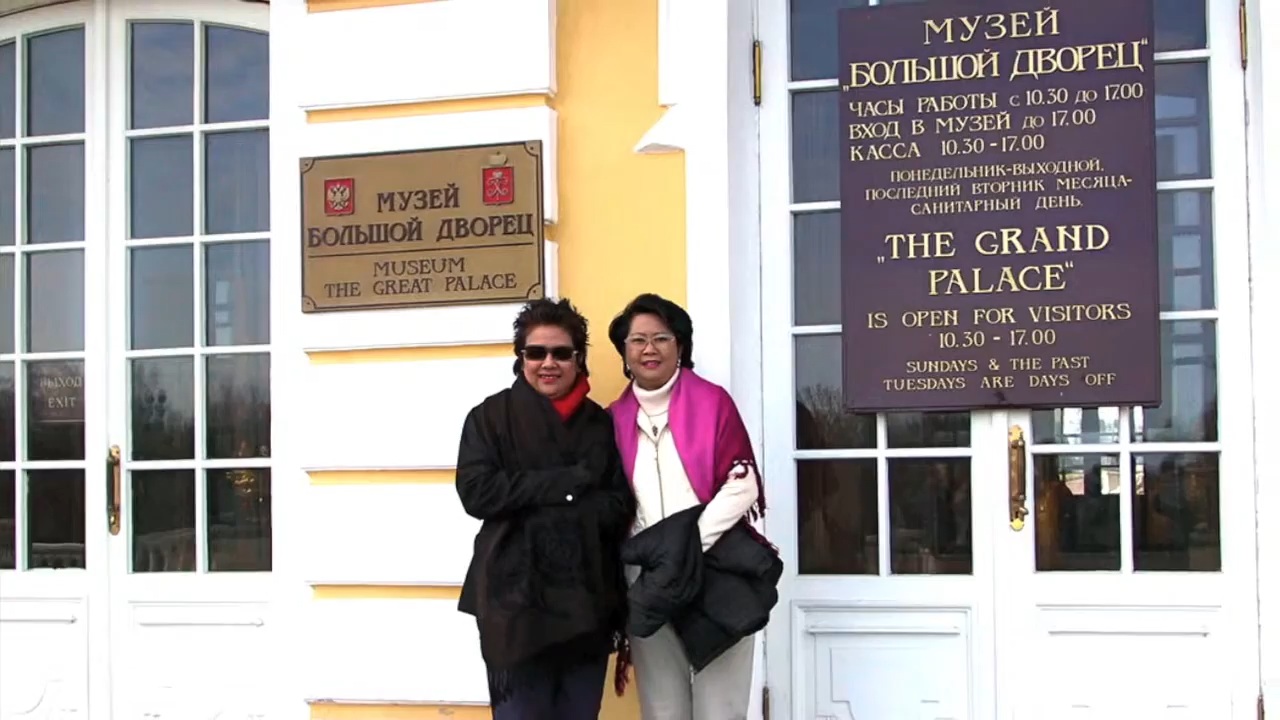 МУЗЕЙ
БОЛЬШОЙ ДВОРЕЦ
MUSEUM
THE GREAT PALACE
МУЗЕЙ
„БОЛЬШОЙ ДВОРЕЦ“
ЧАСЫ РАБОТЫ С 10.30 ДО 17.00
ВХОД В МУЗЕЙ ДО 17.00
КАССА 10.30 - 17.00
ПОНЕДЕЛЬНИК-ВЫХОДНОЙ,
ПОСЛЕДНИЙ ВТОРНИК МЕСЯЦА-
САНИТАРНЫЙ ДЕНЬ.
„THE GRAND
PALACE“
IS OPEN FOR VISITORS
10.30 - 17.00
SUNDAYS & THE PAST
TUESDAYS ARE DAYS OFF
ВЫХОД
EXIT